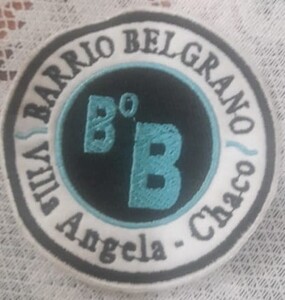 BARRIO BELGRANO
Bº
B
Villa Angela - Chaco